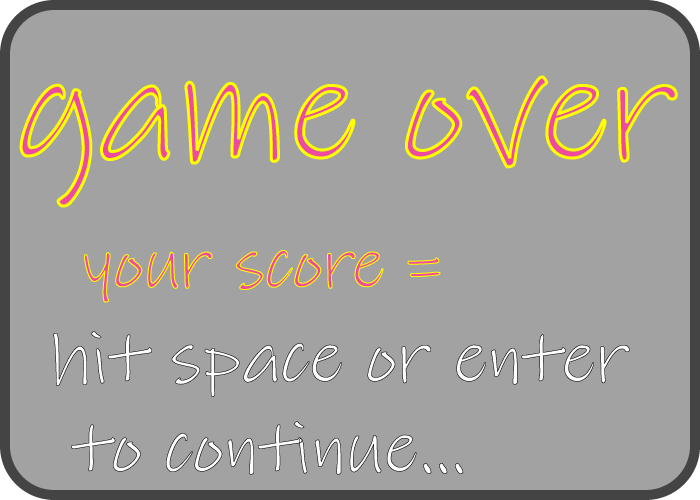 game over
your score =
hit space or enter
to continue...